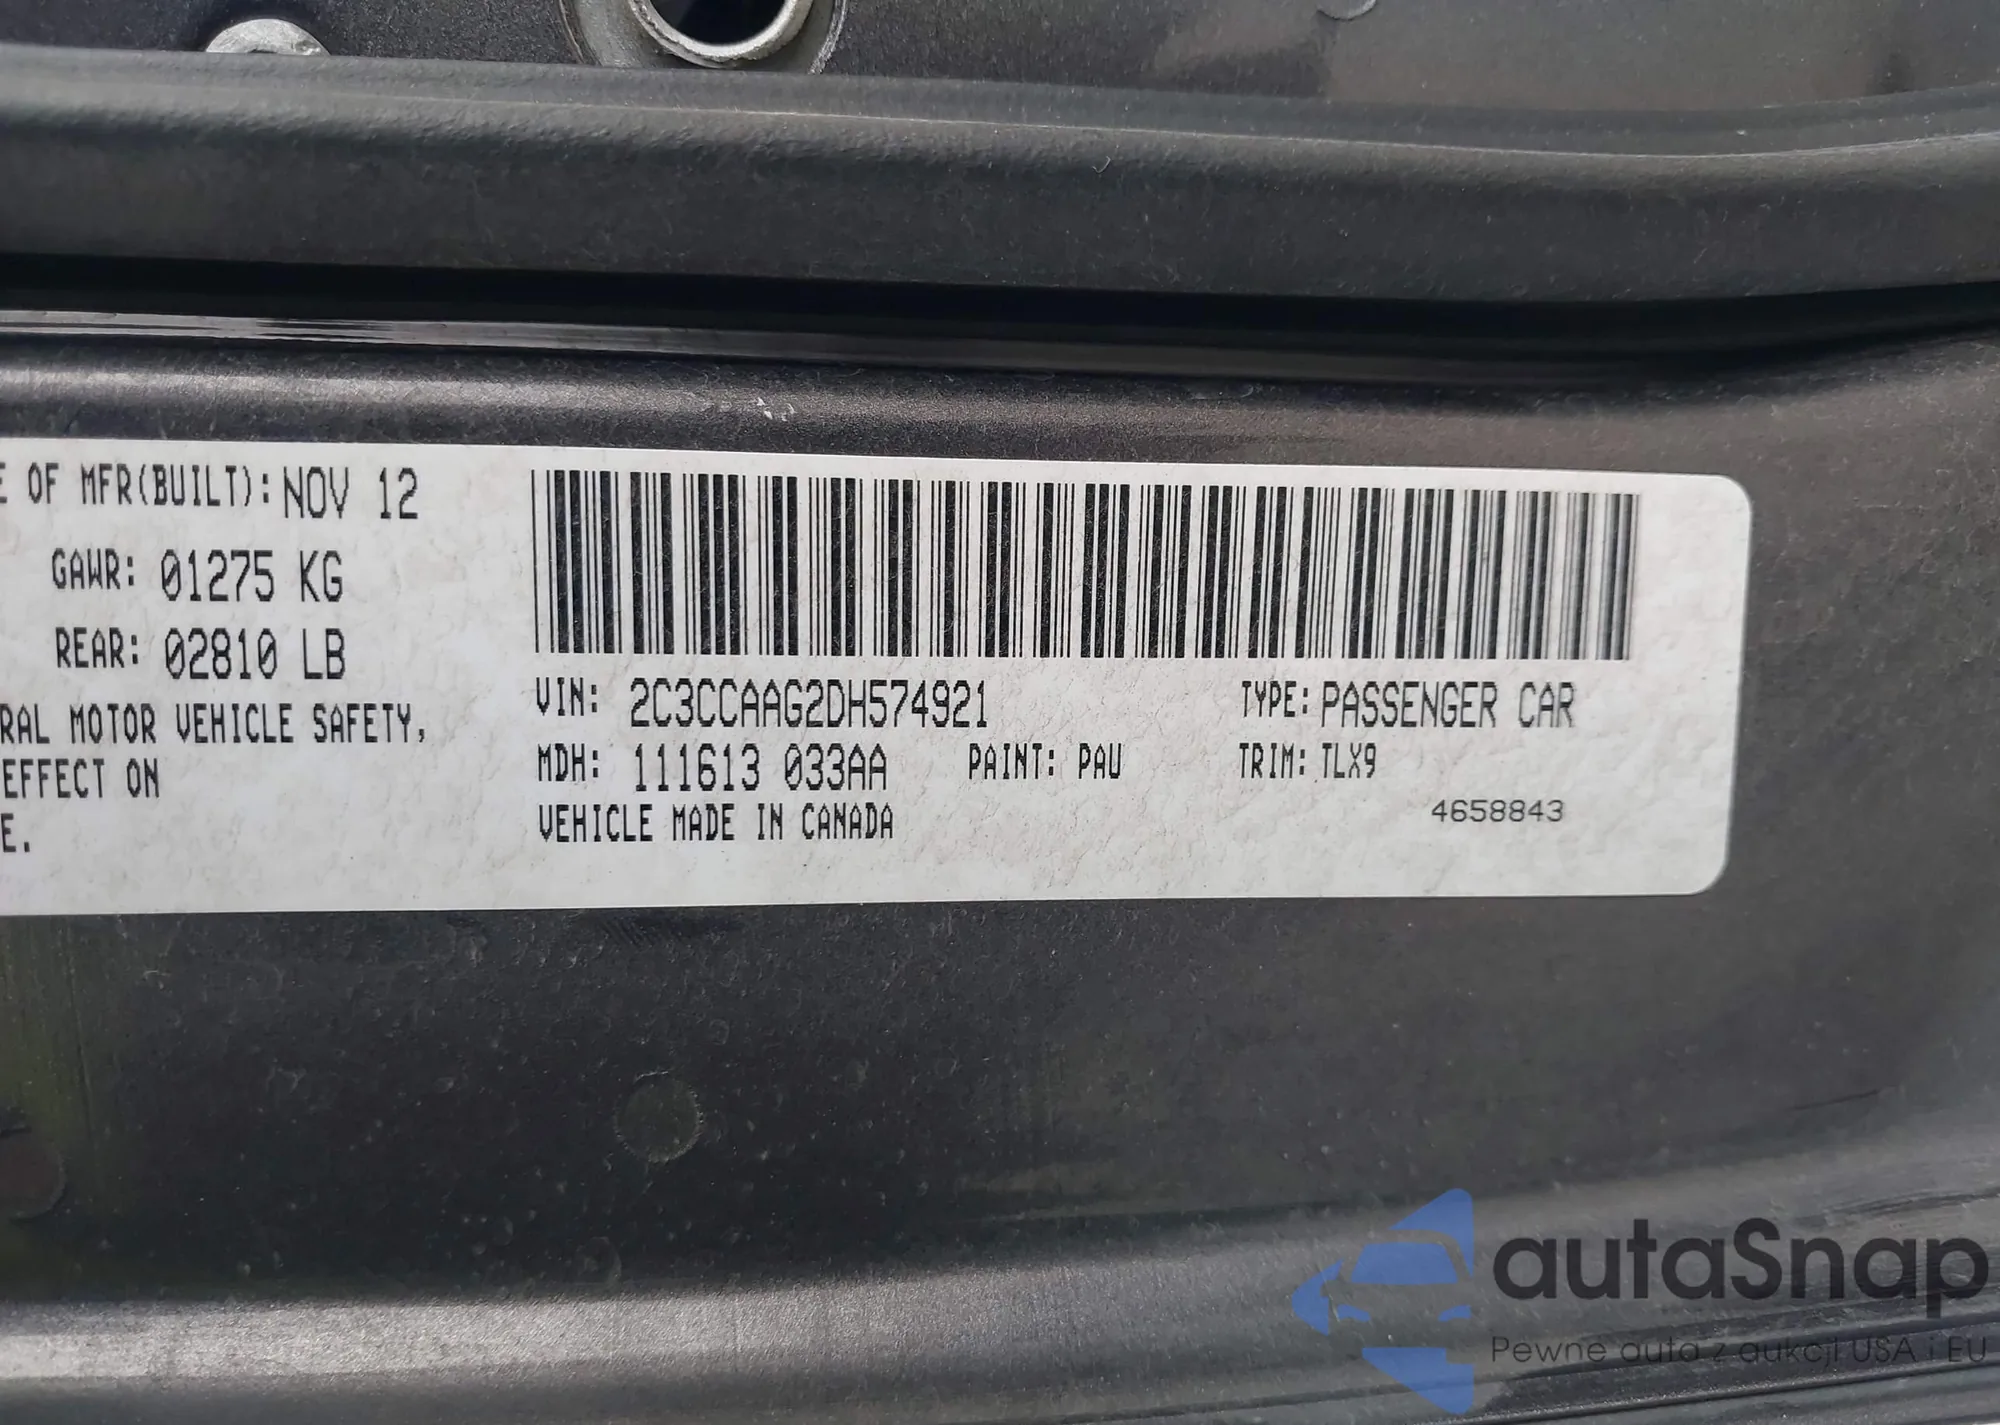 E OF MFR(BUILT): NOV 12
GAWR: 01275 KG
REAR: 02810 LB
RAL MOTOR VEHICLE SAFETY,
EFFECT ON
E.
VIN: 2C3CCAAG2DH574921
TYPE: PASSENGER CAR
MDH: 111613 033AA
PAINT: PAU
TRIM: TLX9
VEHICLE MADE IN CANADA
4658843
autaSnap
Pewne auta z aukcji USA i EU